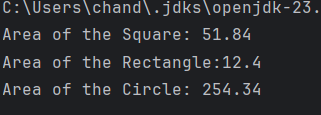 C:\Users\chand\.jdks\openjdk-23.
Area of the Square: 51.84
Area of the Rectangle:12.4
Area of the Circle: 254.34